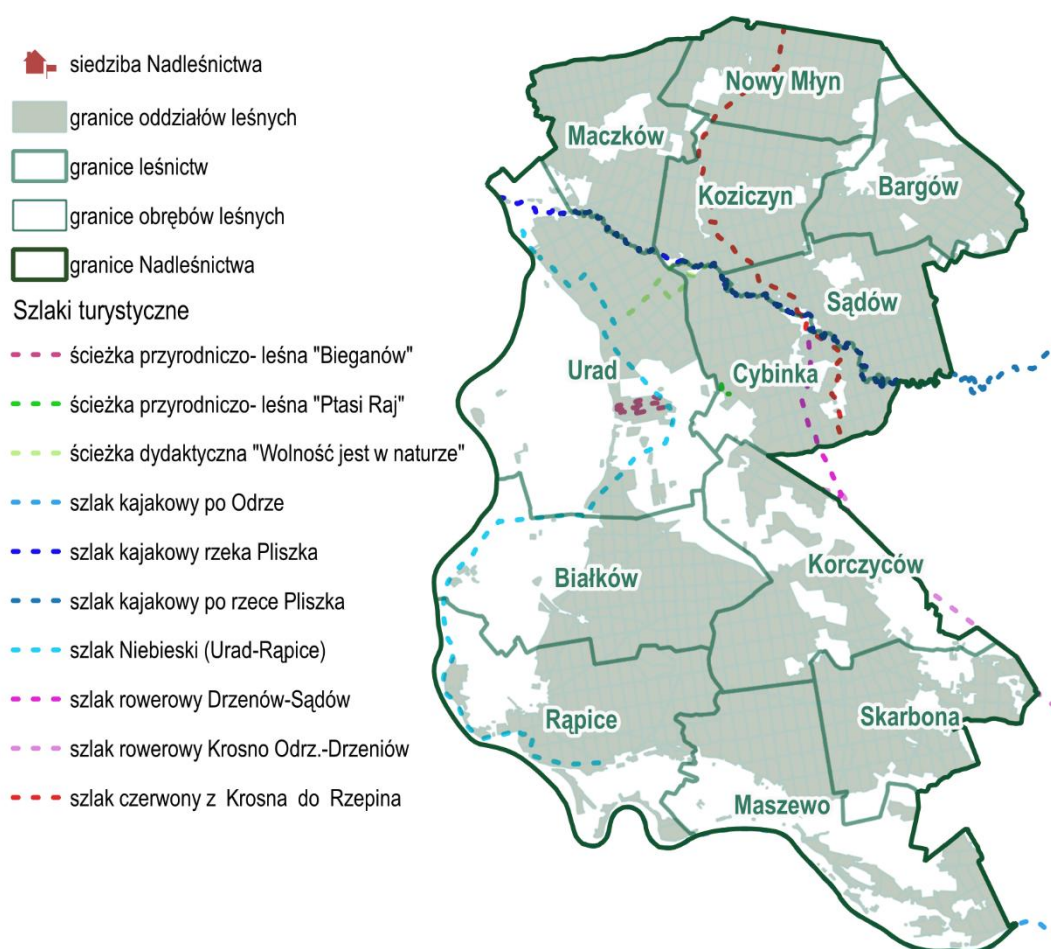 siedziba Nadleśnictwa
granice oddziałów leśnych
granice leśnictw
granice obrębów leśnych
granice Nadleśnictwa
Szlaki turystyczne
ścieżka przyrodniczo- leśna "Bieganów"
ścieżka przyrodniczo- leśna "Ptasi Raj"
ścieżka dydaktyczna "Wolność jest w naturze"
szlak kajakowy po Odrze
szlak kajakowy rzeka Pliszka
szlak kajakowy po rzece Pliszka
szlak Niebieski (Urad-Rąpice)
szlak rowerowy Drzenów-Sądów
szlak rowerowy Krosno Odrz.-Drzeniów
szlak czerwony z Krosna do Rzepina
Nowy Młyn
Maczków
Koziczyn
Bargów
Sądów
Urad
Cybinka
Białków
Korczyców
Rąpice
Skarbona
Maszewo